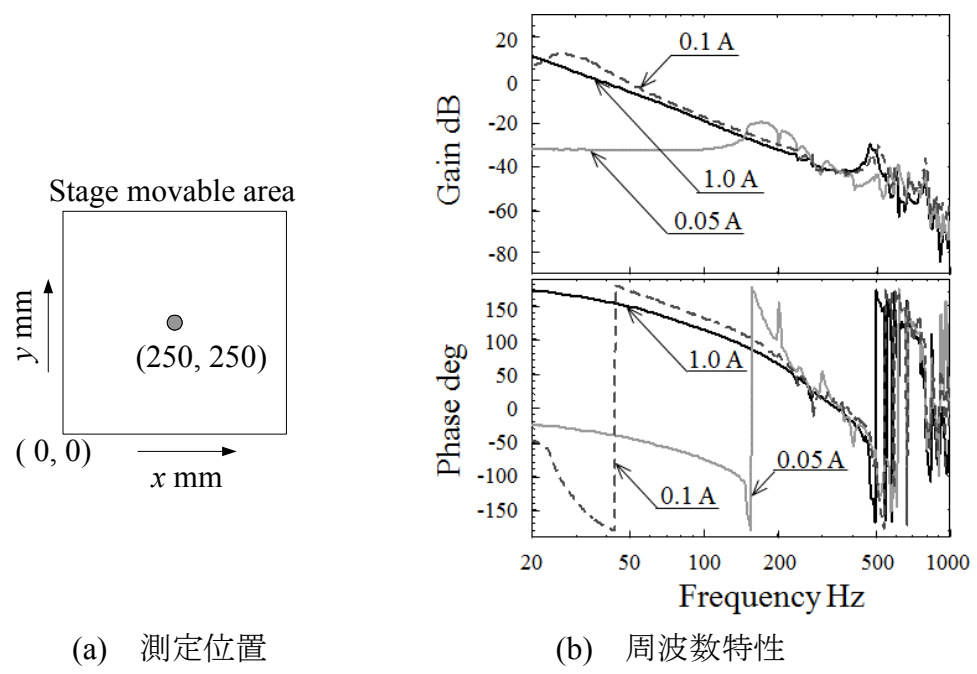 Stage movable area
y mm
(250, 250)
( 0, 0)
x mm
(a) 測定位置
20
0
-20
-40
-60
-80
Gain dB
0.1 A
1.0 A
0.05 A
150
100
50
0
-50
-100
-150
Phase deg
1.0 A
0.05 A
0.1 A
20
50
100
200
500
1000
Frequency Hz
(b) 周波数特性